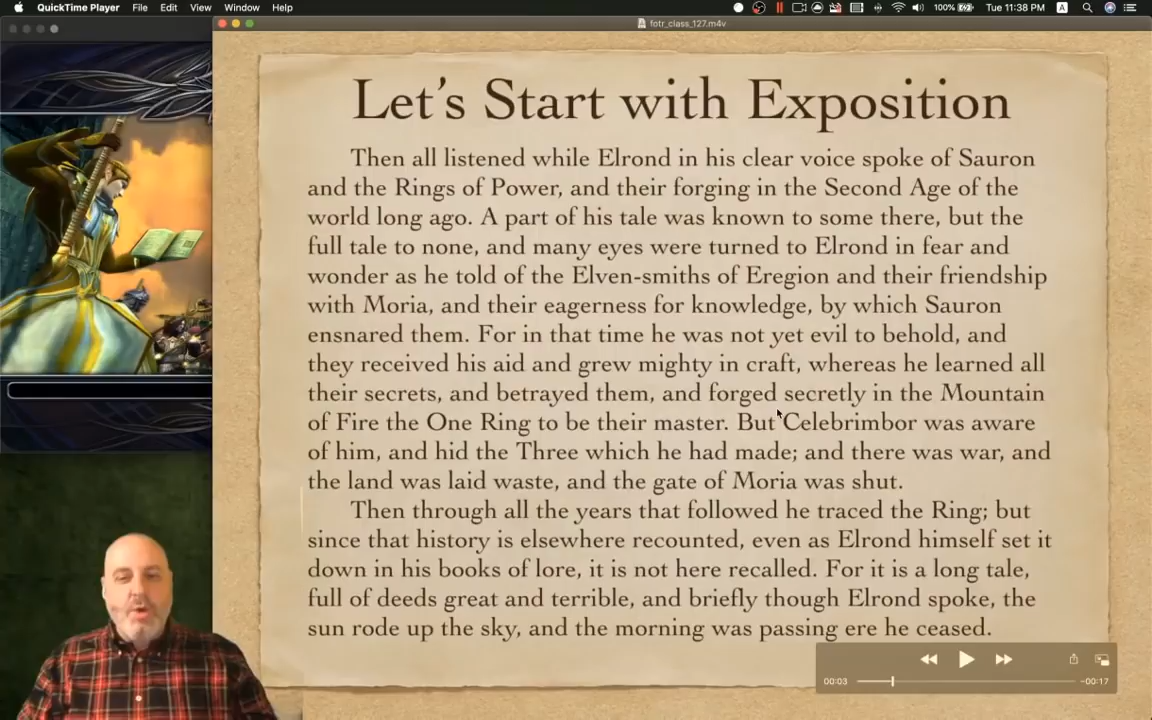 QuickTime Player File Edit View Window Help
100% Tue 11:38 PM A
fotr_class_127.m4v
Let's Start with Exposition
Then all listened while Elrond in his clear voice spoke of Sauron
and the Rings of Power, and their forging in the Second Age of the
world long ago. A part of his tale was known to some there, but the
full tale to none, and many eyes were turned to Elrond in fear and
wonder as he told of the Elven-smiths of Eregion and their friendship
with Moria, and their eagerness for knowledge, by which Sauron
ensnared them. For in that time he was not yet evil to behold, and
they received his aid and grew mighty in craft, whereas he learned all
their secrets, and betrayed them, and forged secretly in the Mountain
of Fire the One Ring to be their master. But Celebrimbor was aware
of him, and hid the Three which he had made; and there was war, and
the land was laid waste, and the gate of Moria was shut.
Then through all the years that followed he traced the Ring; but
since that history is elsewhere recounted, even as Elrond himself set it
down in his books of lore, it is not here recalled. For it is a long tale,
full of deeds great and terrible, and briefly though Elrond spoke, the
sun rode up the sky, and the morning was passing ere he ceased.
00:03 -00:17